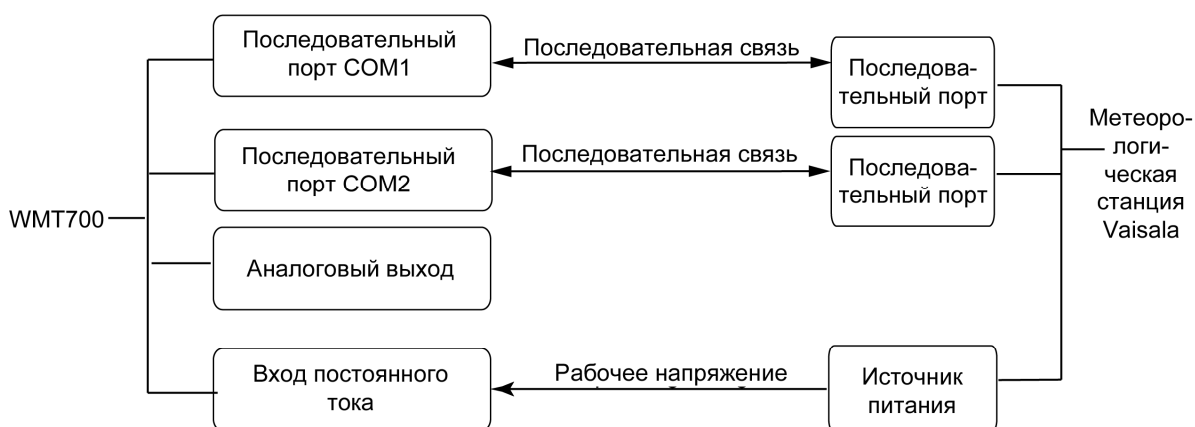 Последовательный
порт COM1
Последовательная связь
Последова-
тельный порт
Последовательный
порт COM2
Последовательная связь
Последова-
тельный порт
Метеоро-
логи-
ческая
станция
Vaisala
WMT700
Аналоговый выход
Вход постоянного
тока
Рабочее напряжение
Источник
питания